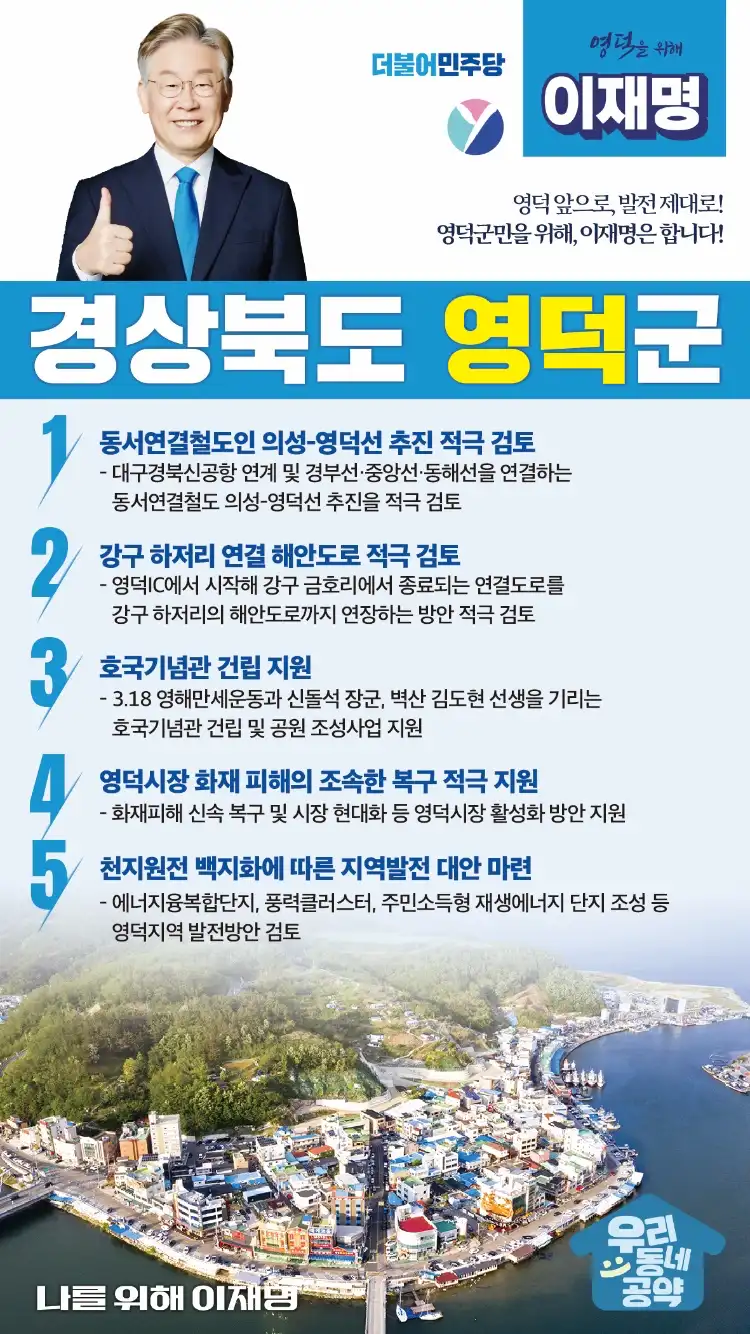 더불어민주당
영덕을 위해
이재명
영덕 앞으로, 발전 제대로!
영덕군민을 위해, 이재명은 합니다!
경상북도 영덕군
1 동서연결철도인 의성-영덕선 추진 적극 검토
- 대구경북신공항 연계 및 경부선·중앙선·동해선을 연결하는
동서연결철도 의성-영덕선 추진을 적극 검토
2 강구 하저리 연결 해안도로 적극 검토
- 영덕IC에서 시작해 강구 금호리에서 종료되는 연결도로를
강구 하저리의 해안도로까지 연장하는 방안 적극 검토
3 호국기념관 건립 지원
- 3.18 영해만세운동과 신돌석 장군, 벽산 김도현 선생을 기리는
호국기념관 건립 및 공원 조성사업 지원
4 영덕시장 화재 피해의 조속한 복구 적극 지원
- 화재피해 신속 복구 및 시장 현대화 등 영덕시장 활성화 방안 지원
5 천지원전 백지화에 따른 지역발전 대안 마련
- 에너지융복합단지, 풍력클러스터, 주민소득형 재생에너지 단지 조성 등
영덕지역 발전방안 검토
우리
동네
공약
나를 위해 이재명